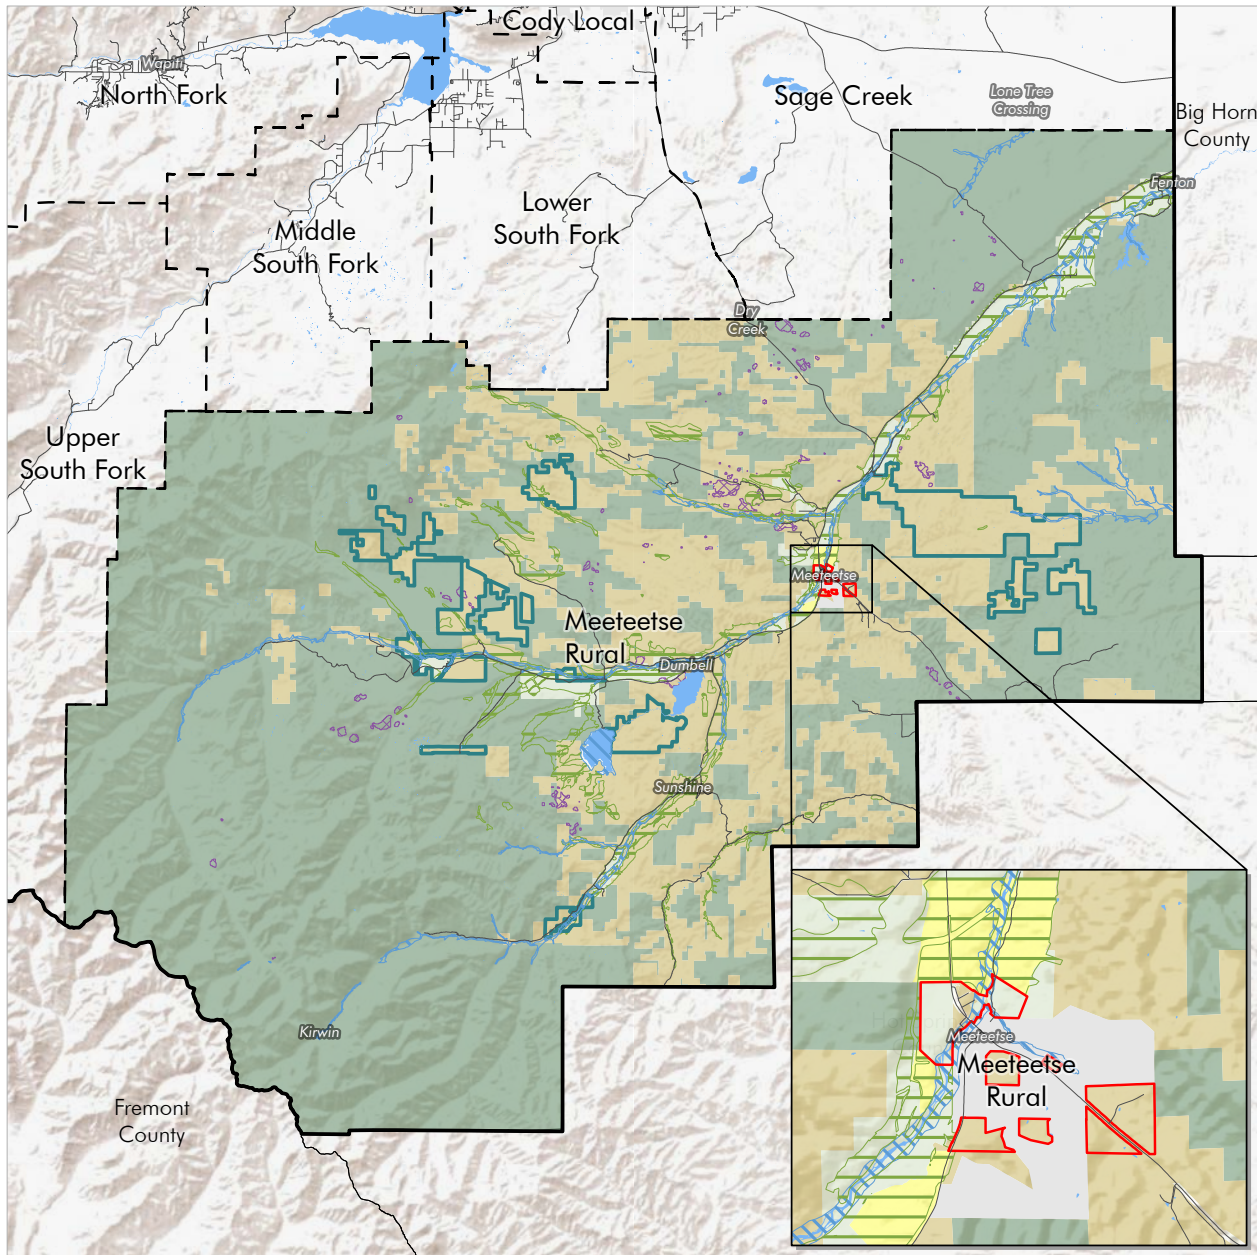 Cody Local
Wapiti
North Fork
Sage Creek
Lone Tree
Crossing
Big Horn
County
Fenton
Lower
South Fork
Middle
South Fork
Dry
Creek
Upper
South Fork
Meeteetse
Meeteetse
Rural
Dumbell
Sunshine
Kirwin
Meeteetse
Meeteetse
Rural
Fremont
County